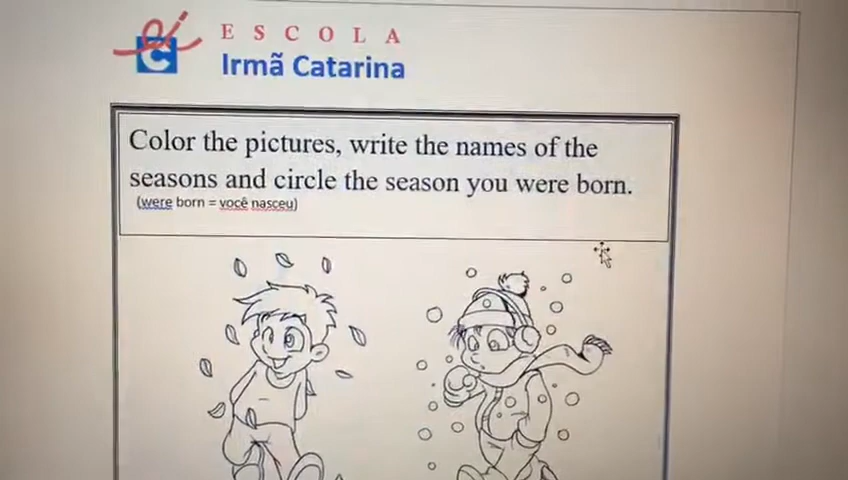 ESCOLA
Irmã Catarina
Color the pictures, write the names of the
seasons and circle the season you were born.
(were born = você nasceu)